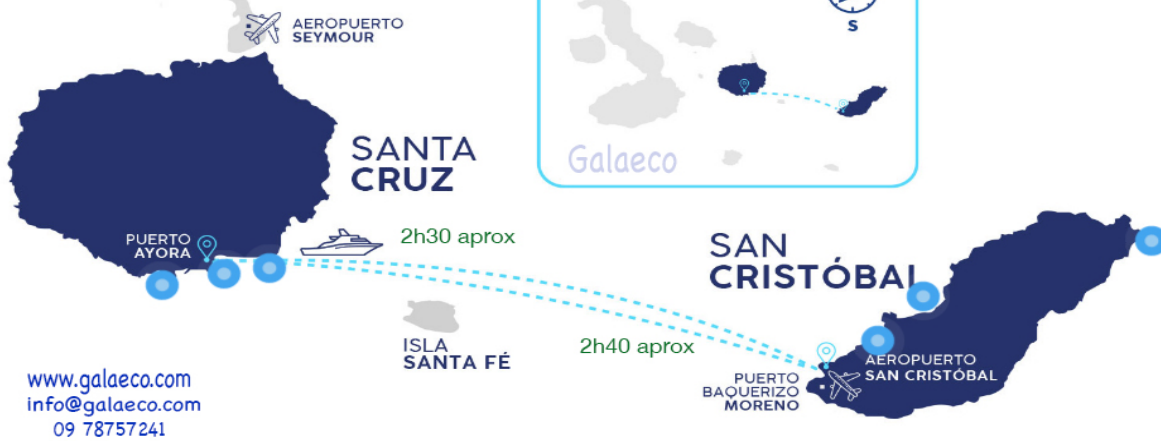 AEROPUERTO
SEYMOUR
S
Galaeco
SANTA
CRUZ
PUERTO
AYORA
2h30 aprox
SAN
CRISTÓBAL
ISLA
SANTA FÉ
2h40 aprox
AEROPUERTO
SAN CRISTÓBAL
PUERTO
BAQUERIZO
MORENO
www.galaeco.com
info@galaeco.com
09 78757241